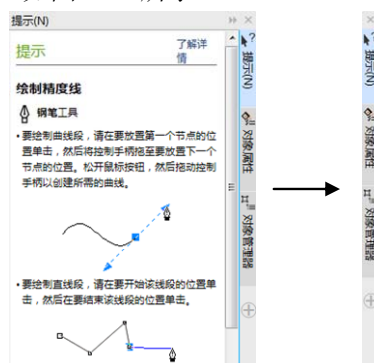 提示(N)
提示
了解详
情
绘制精度线
钢笔工具
•要绘制曲线段，请在要放置第一个节点的位
置单击，然后将控制手柄拖至要放置下一个
节点的位置。松开鼠标按钮，然后拖动控制
手柄以创建所需的曲线。
•要绘制直线段，请在要开始该线段的位置单
击，然后在要结束该线段的位置单击。
提示(N)
对象属性
对象管理器
提示(N)
对象属性
对象管理器